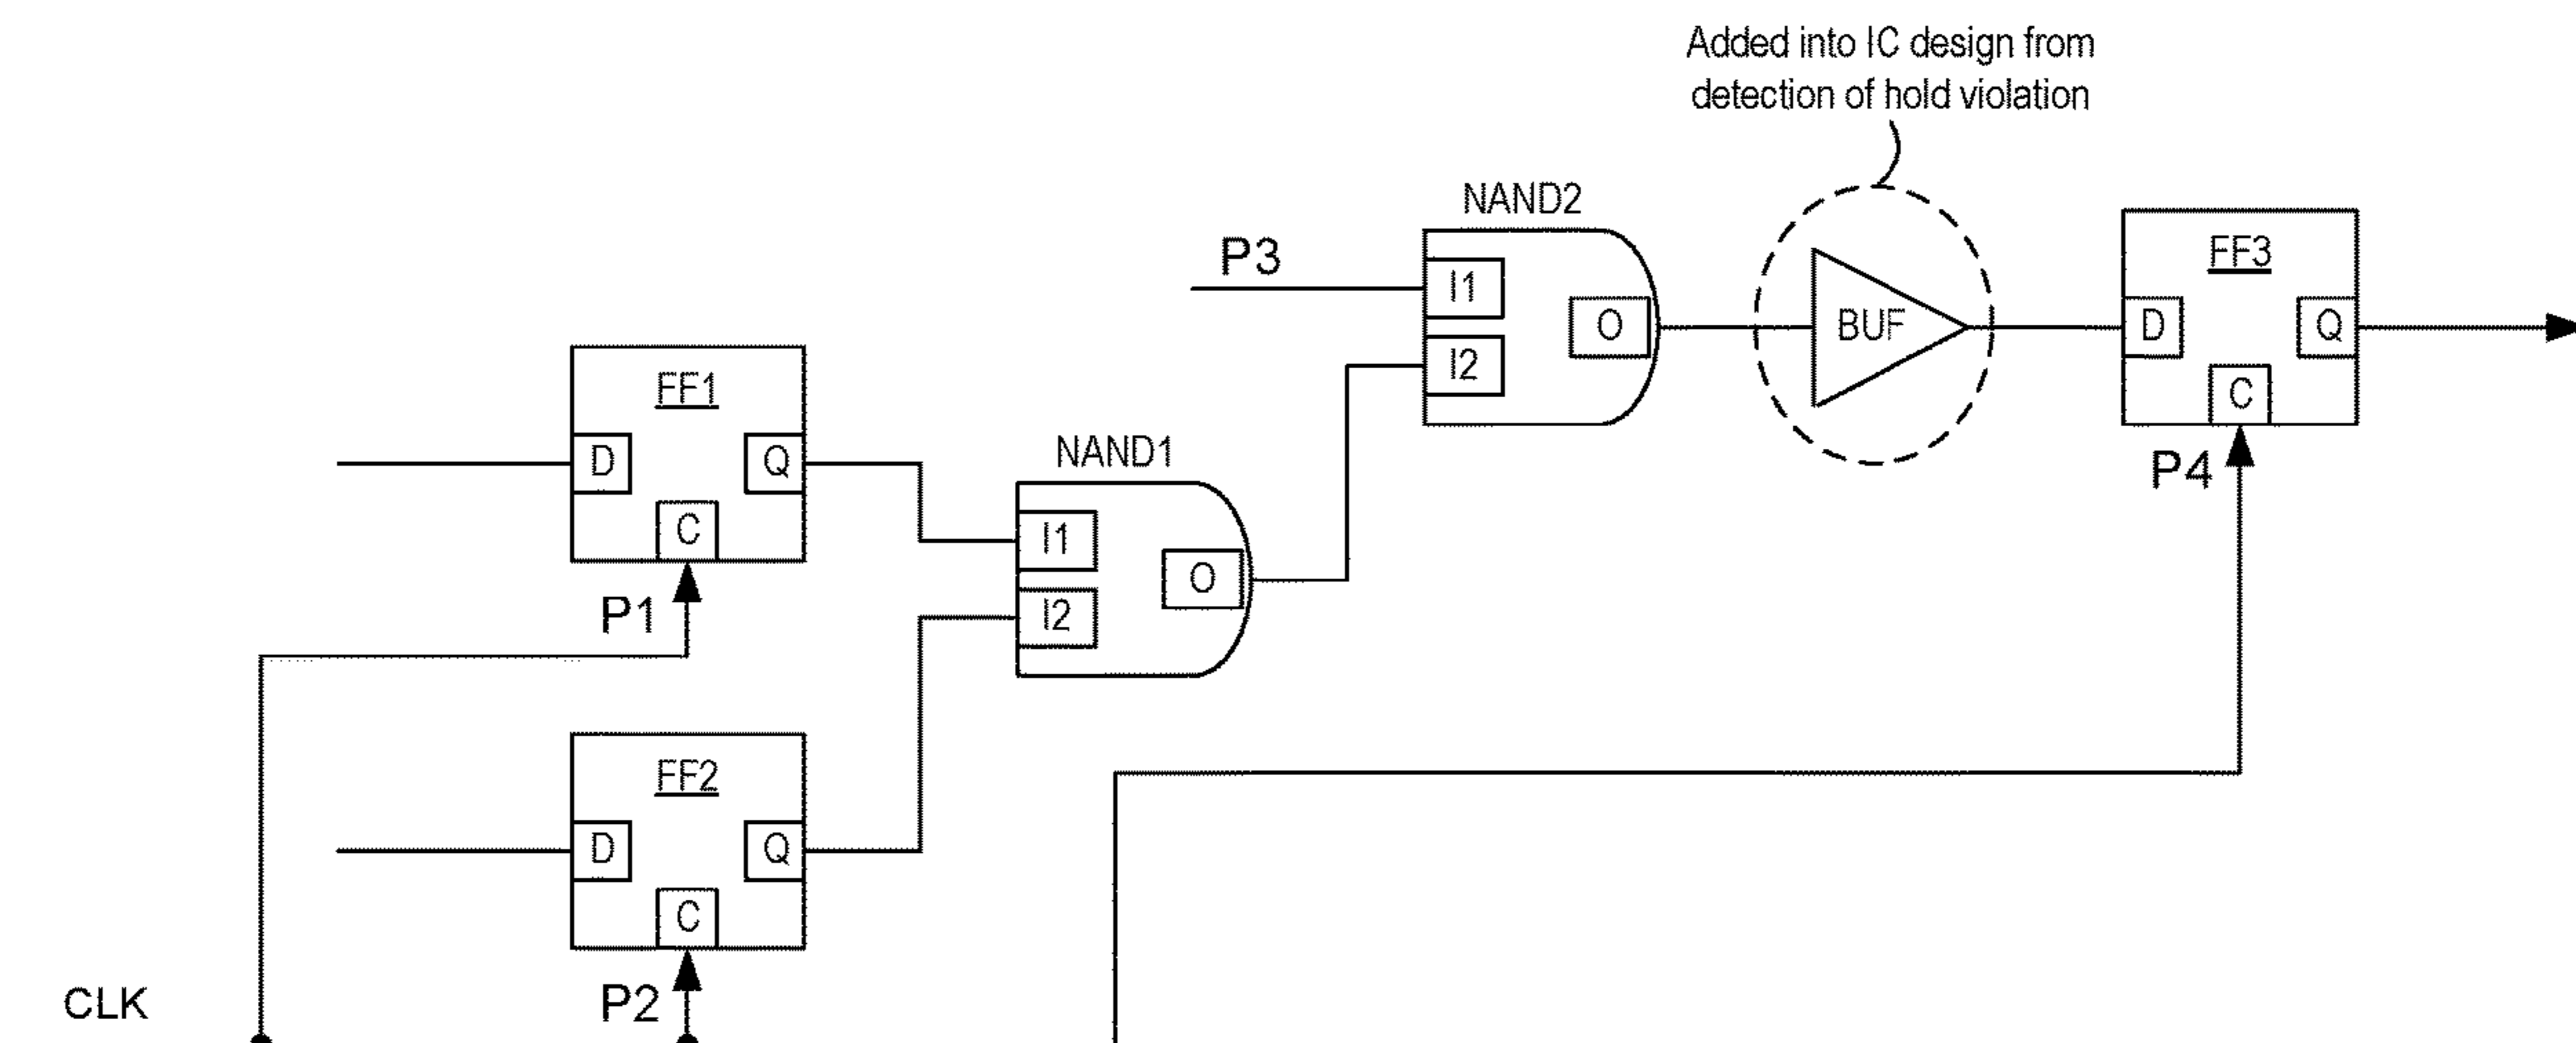 Added into IC design from
detection of hold violation
NAND2
P3
I1
I2
O
BUF
FF3
D
Q
C
P4
FF1
D
Q
C
P1
NAND1
I1
I2
O
FF2
D
Q
C
P2
CLK